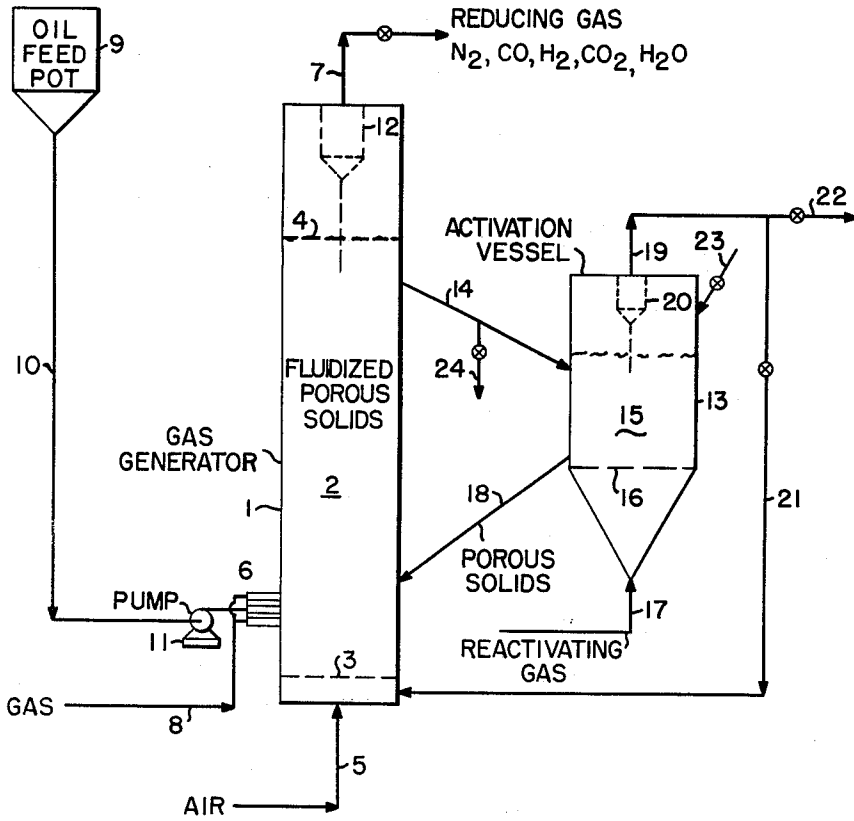 OIL
FEED
POT
9
REDUCING GAS
N₂, CO, H₂, CO₂, H₂O
7
12
4
ACTIVATION
VESSEL
19
22
23
20
14
24
10
FLUIDIZED
POROUS
SOLIDS
13
15
GAS
GENERATOR
2
16
18
21
1
POROUS
SOLIDS
6
PUMP
11
17
REACTIVATING
GAS
3
GAS
8
5
AIR